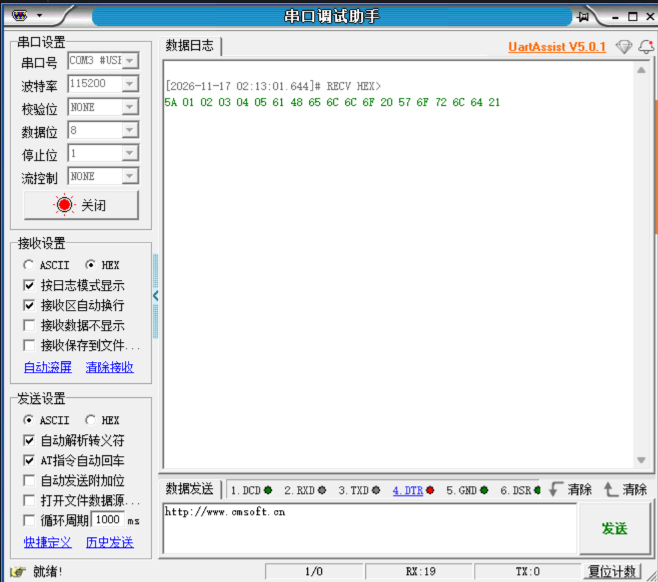 串口调试助手
串口设置
串口号 COM3 #USI
波特率 115200
校验位 NONE
数据位 8
停止位 1
流控制 NONE
关闭
接收设置
ASCII HEX
按日志模式显示
接收区自动换行
接收数据不显示
接收保存到文件...
自动滚屏 清除接收
发送设置
ASCII HEX
自动解析转义符
AT指令自动回车
自动发送附加位
打开文件数据源...
循环周期 1000 ms
快捷定义 历史发送
数据日志
UartAssist V5.0.1
[2026-11-17 02:13:01.644]# RECV HEX>
5A 01 02 03 04 05 61 48 65 6C 6C 6F 20 57 6F 72 6C 64 21
数据发送 1.DCD 2.RXD 3.TXD 4.DTR 5.GND 6.DSR 清除 清除
http://www.cmsoft.cn
发送
就绪! 1/0 RX:19 TX:0 复位计数